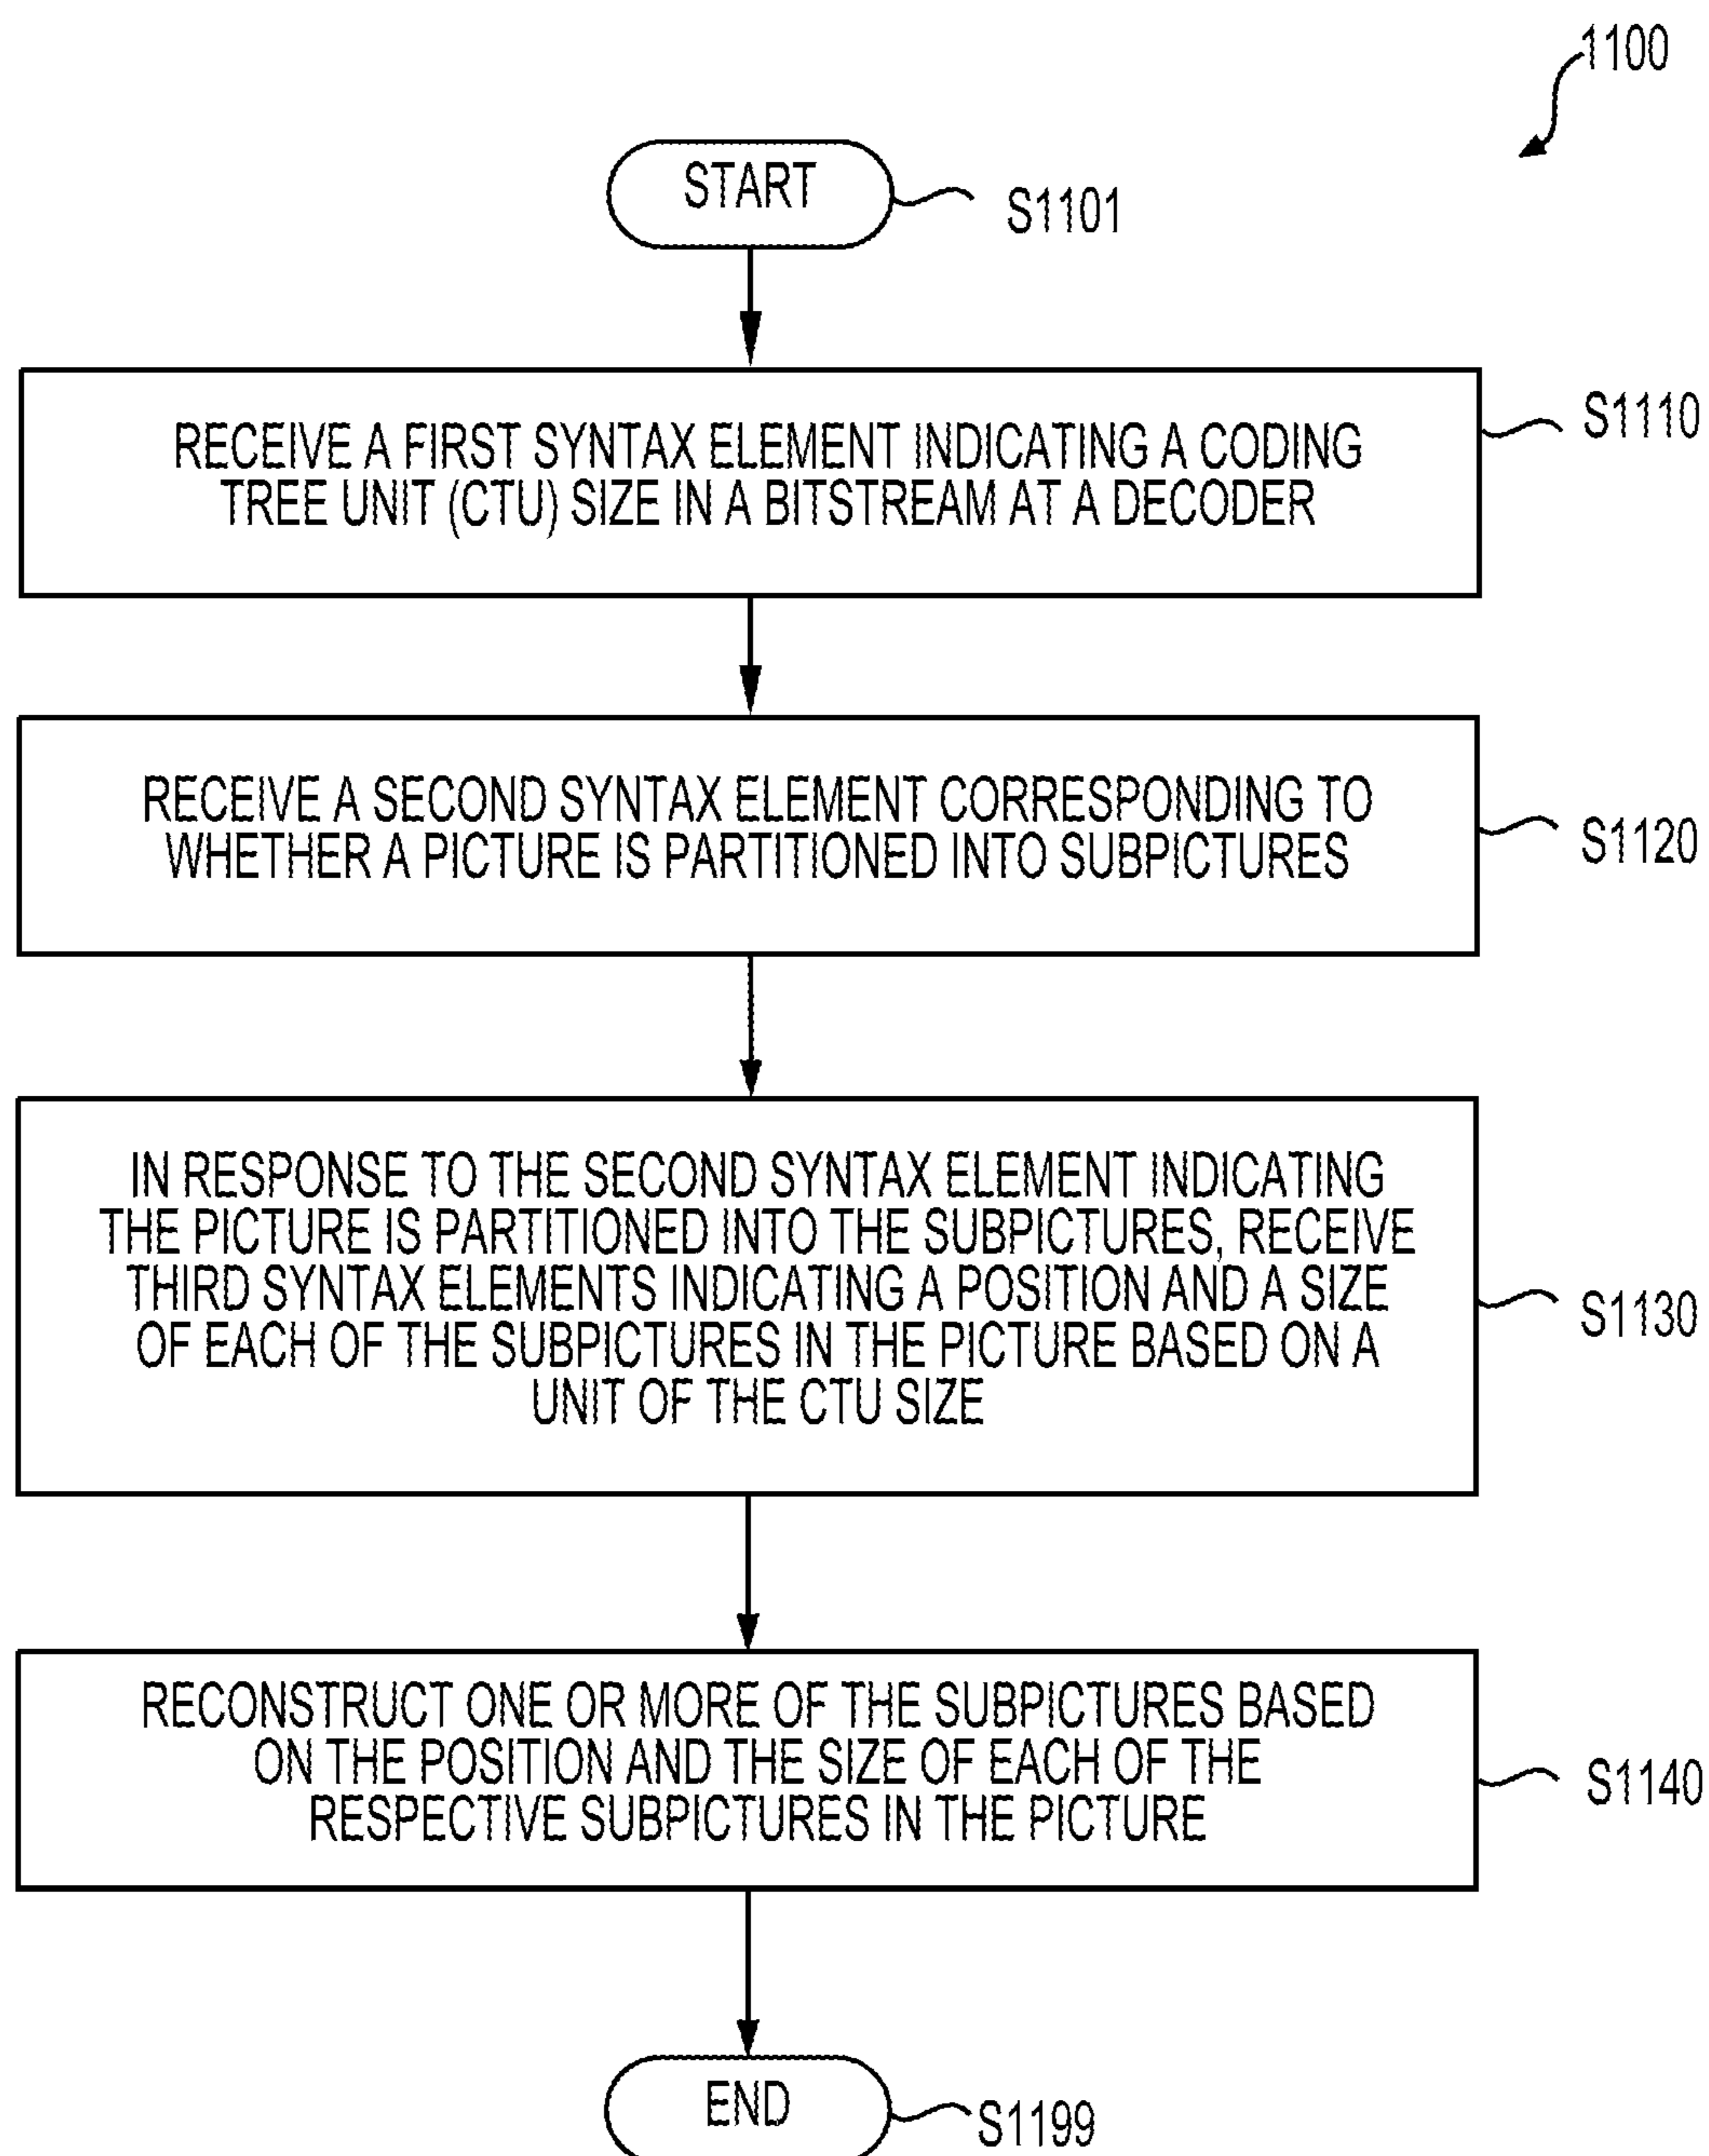 1100
START
S1101
RECEIVE A FIRST SYNTAX ELEMENT INDICATING A CODING
TREE UNIT (CTU) SIZE IN A BITSTREAM AT A DECODER
S1110
RECEIVE A SECOND SYNTAX ELEMENT CORRESPONDING TO
WHETHER A PICTURE IS PARTITIONED INTO SUBPICTURES
S1120
IN RESPONSE TO THE SECOND SYNTAX ELEMENT INDICATING
THE PICTURE IS PARTITIONED INTO THE SUBPICTURES, RECEIVE
THIRD SYNTAX ELEMENTS INDICATING A POSITION AND A SIZE
OF EACH OF THE SUBPICTURES IN THE PICTURE BASED ON A
UNIT OF THE CTU SIZE
S1130
RECONSTRUCT ONE OR MORE OF THE SUBPICTURES BASED
ON THE POSITION AND THE SIZE OF EACH OF THE
RESPECTIVE SUBPICTURES IN THE PICTURE
S1140
END
S1199